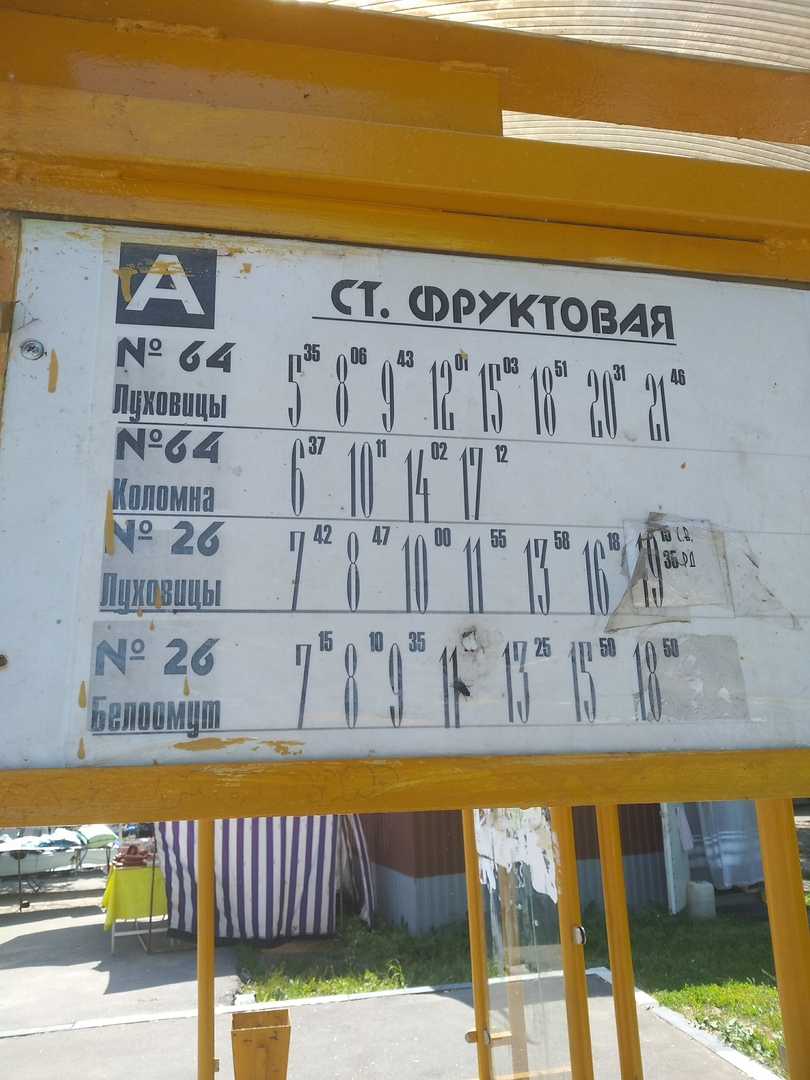 А
СТ. ФРУКТОВАЯ
№ 64 Луховицы 5 35 8 06 9 43 12 01 15 03 18 51 20 31 21 46
№ 64 Коломна 6 37 10 11 14 02 17 12
№ 26 Луховицы 7 42 8 47 10 00 11 55 13 58 16 18 19
№ 26 Белоомут 7 15 8 10 9 35 11 13 25 15 50 18 50